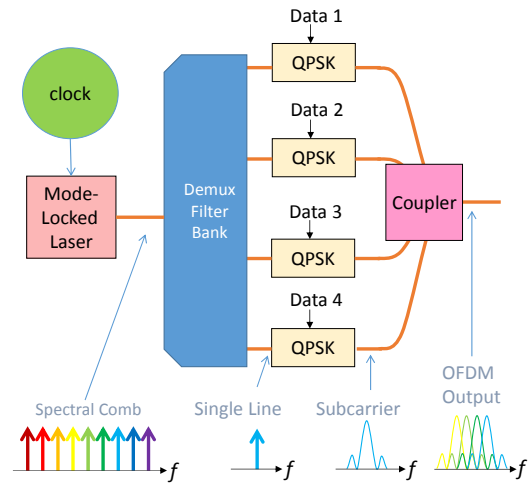 Data 1
QPSK
clock
Data 2
QPSK
Mode-
Locked
Laser
Demux
Filter
Bank
Coupler
Data 3
QPSK
Data 4
QPSK
Spectral Comb
Single Line
Subcarrier
OFDM
Output
f
f
f
f